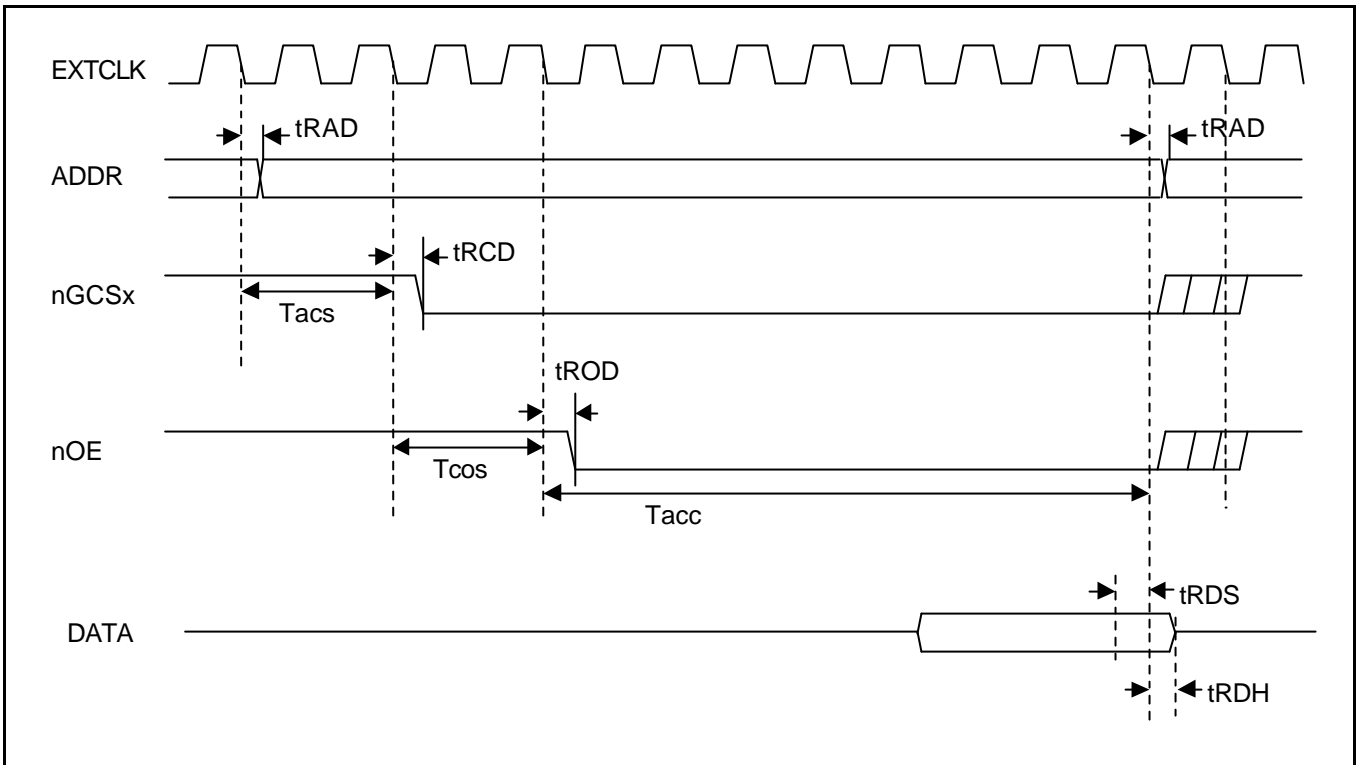 EXTCLK
tRAD
tRAD
ADDR
tRCD
nGCSx
Tacs
tROD
nOE
Tcos
Tacc
tRDS
DATA
tRDH